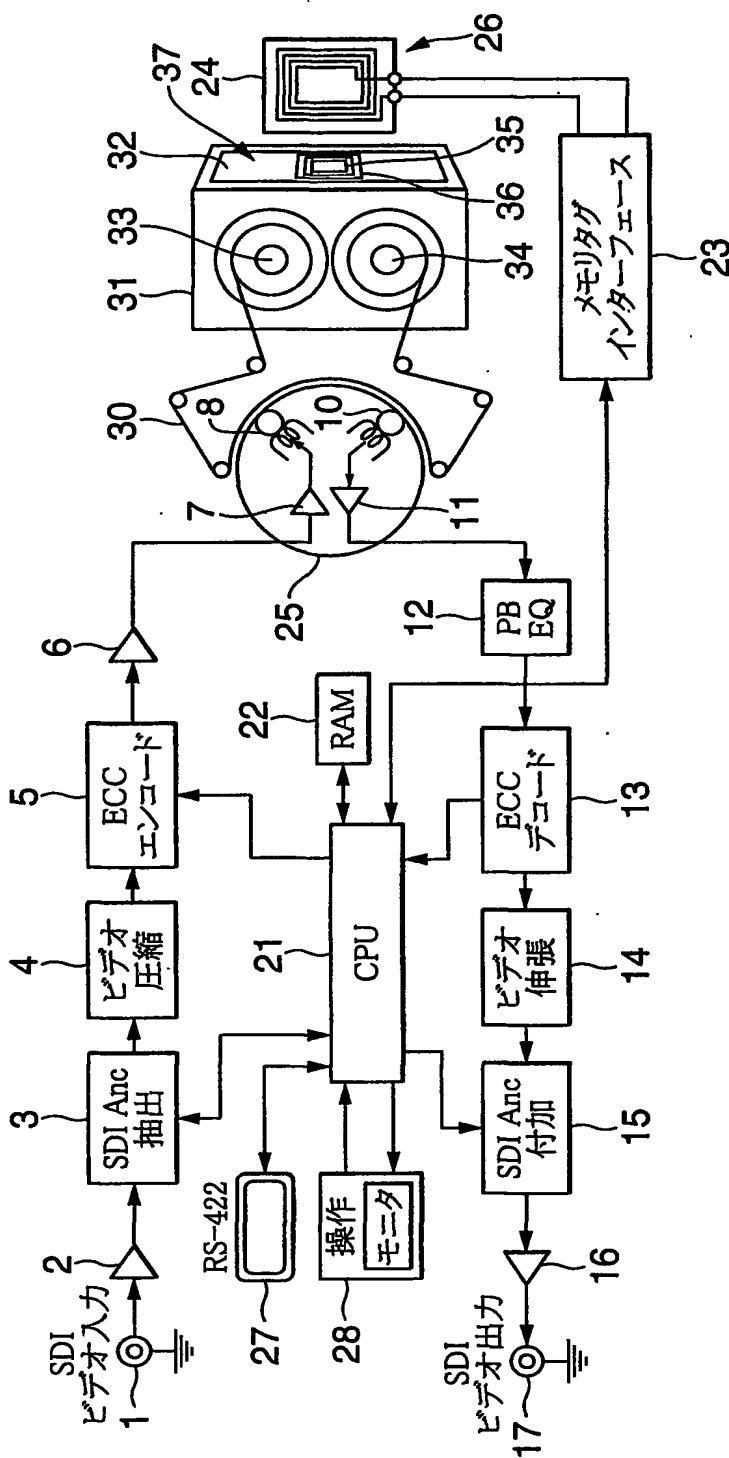 SDI
ビデオ入力
1
2
3
SDI Anc
抽出
4
ビデオ
圧縮
5
ECC
エンコード
6
7
8
10
11
25
30
31
33
34
32
37
35
36
24
26
RS-422
27
操作
モニタ
28
21
CPU
22
RAM
12
PB
EQ
メモリタグ
インターフェース
23
ECC
デコード
13
ビデオ
伸張
14
SDI Anc
付加
15
16
SDI
ビデオ出力
17